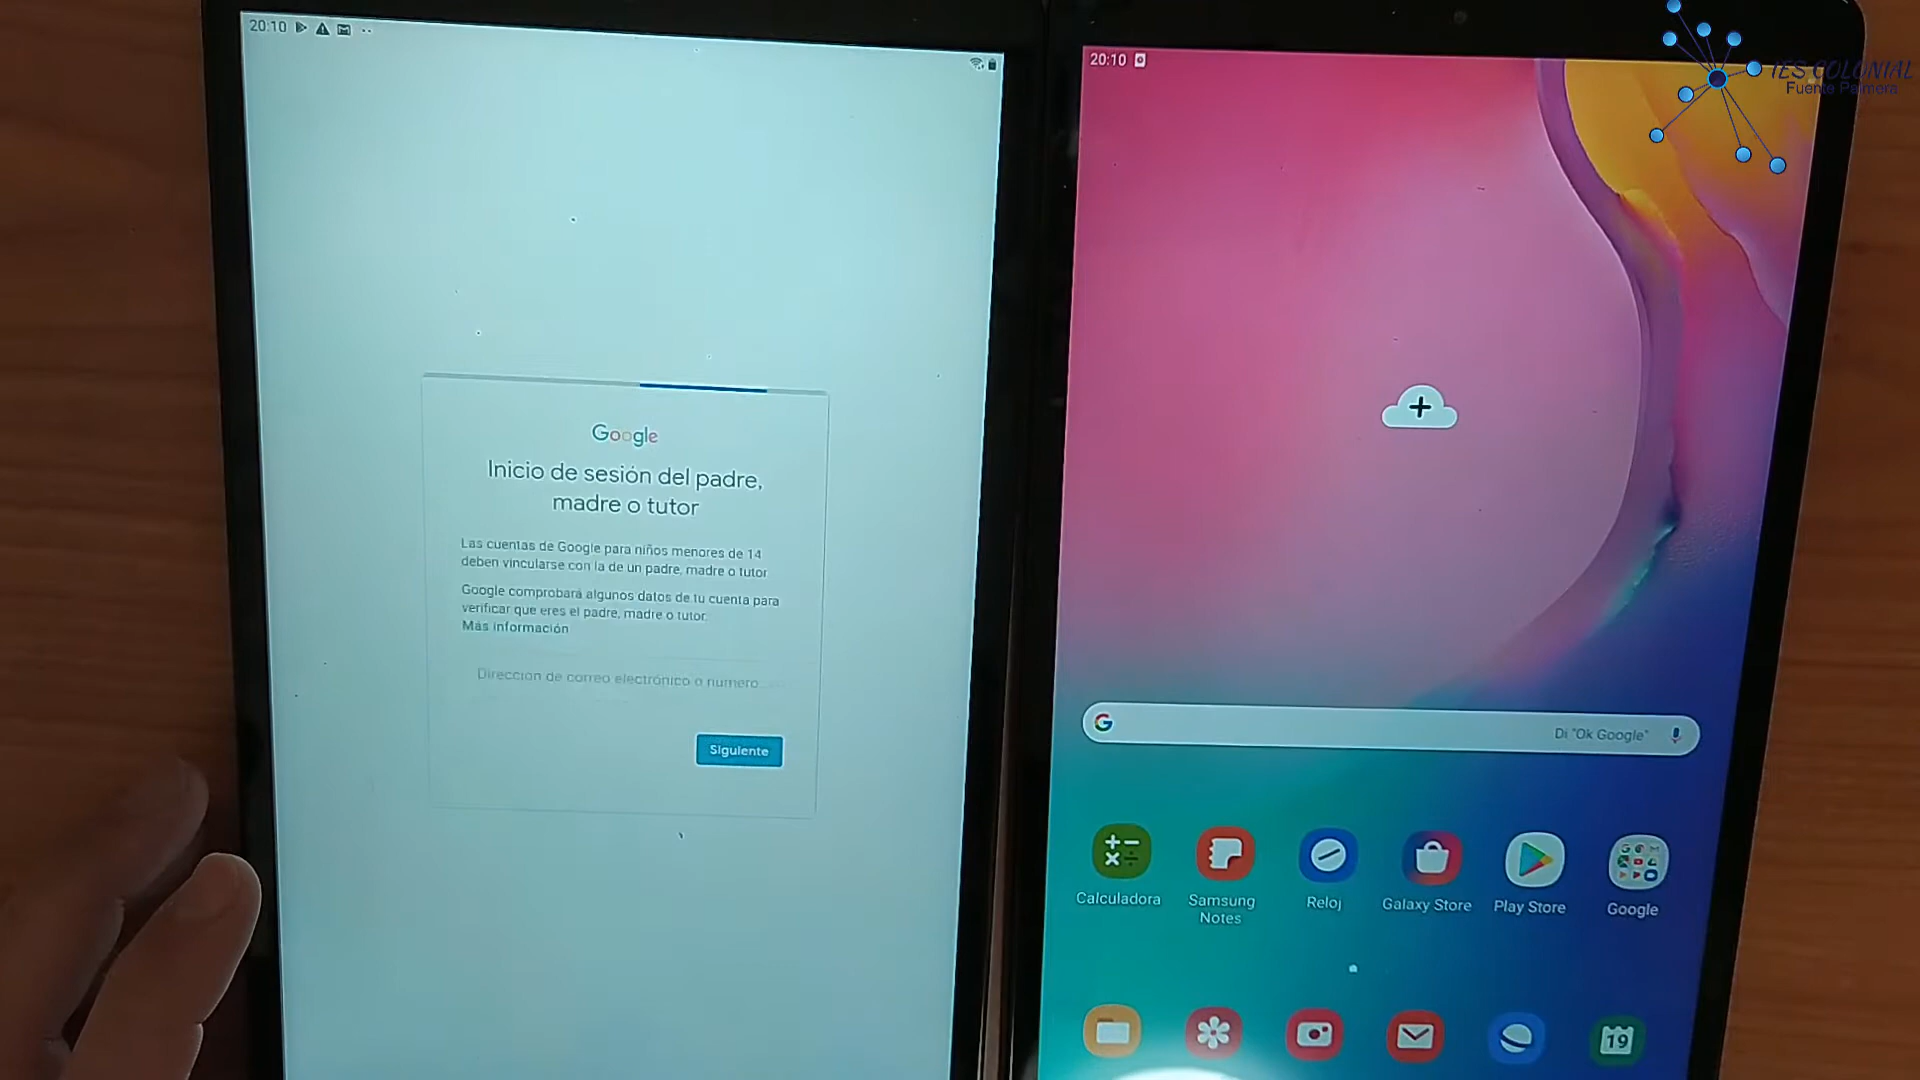 20:10
Google
Inicio de sesión del padre,
madre o tutor
Las cuentas de Google para niños menores de 14
deben vincularse con la de un padre, madre o tutor
Google comprobará algunos datos de tu cuenta para
verificar que eres el padre, madre o tutor.
Más información
Dirección de correo electrónico o número...
Siguiente
20:10
IES COLONIAL
Fuente Palmera
G
Di "Ok Google"
Calculadora
Samsung
Notes
Reloj
Galaxy Store
Play Store
Google
19